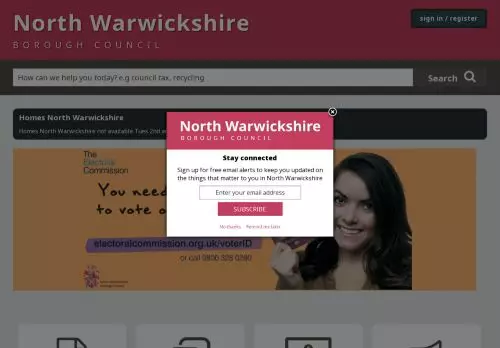 North Warwickshire
BOROUGH COUNCIL
sign in / register
How can we help you today? e.g council tax, recycling
Search
Homes North Warwickshire
Homes North Warwickshire not available Tues 2nd
North Warwickshire
BOROUGH COUNCIL
Stay connected
Sign up for free email alerts to keep you updated on
the things that matter to you in North Warwickshire
Enter your email address
SUBSCRIBE
No thanks
Remind me later
The
Electoral
Commission
You need
to vote
electoralcommission.org.uk/voterID
or call 0800 328 0280